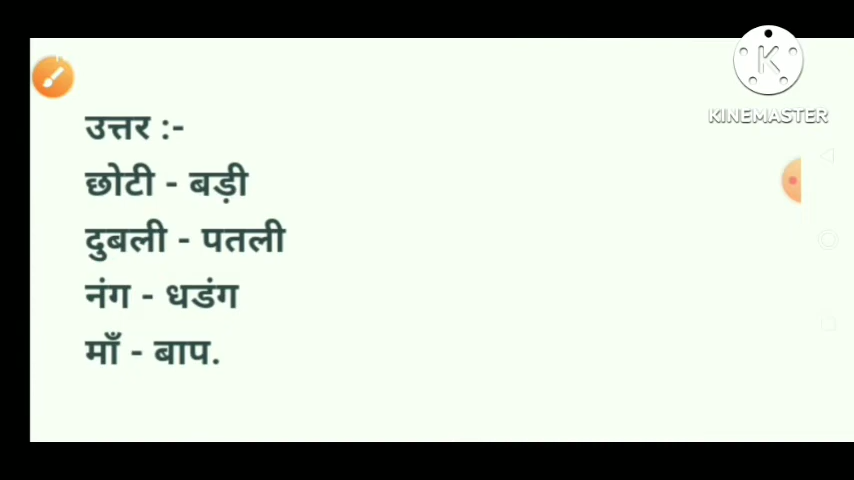 KINEMASTER
उत्तर :-
छोटी - बड़ी
दुबली - पतली
नंग - धडंग
माँ - बाप.